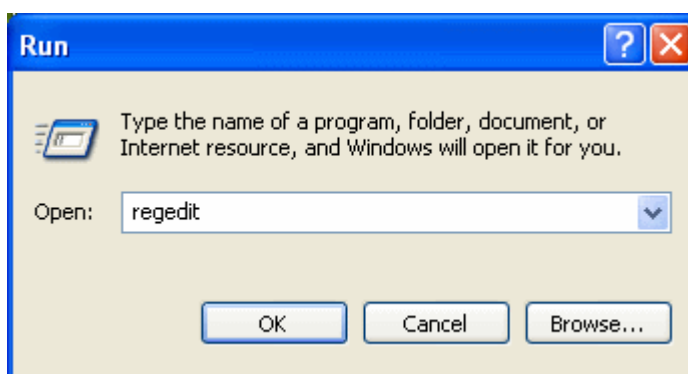 Run
Type the name of a program, folder, document, or
Internet resource, and Windows will open it for you.
Open: regedit
OK Cancel Browse...